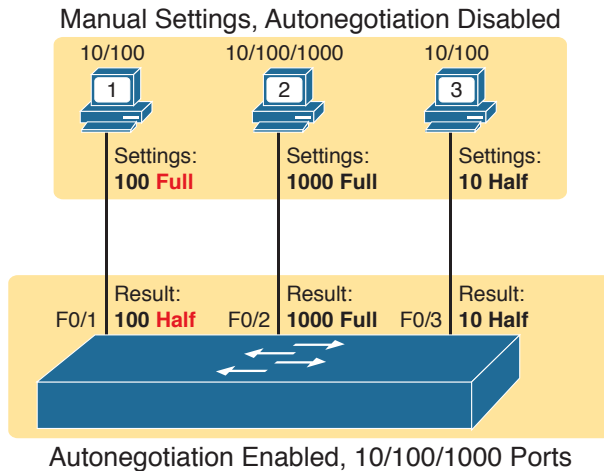 Manual Settings, Autonegotiation Disabled
10/100
10/100/1000
10/100
1
2
3
Settings:
100 Full
Settings:
1000 Full
Settings:
10 Half
Result:
F0/1 100 Half
Result:
F0/2 1000 Full
Result:
F0/3 10 Half
Autonegotiation Enabled, 10/100/1000 Ports